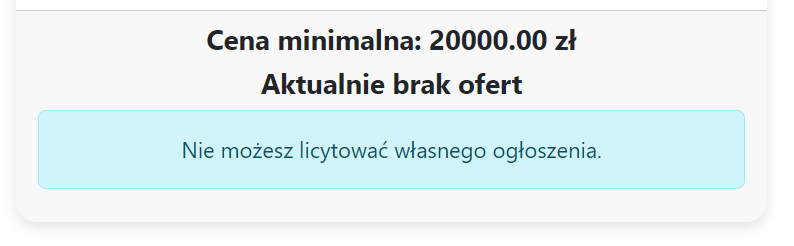 Cena minimalna: 20000.00 zł
Aktualnie brak ofert
Nie możesz licytować własnego ogłoszenia.